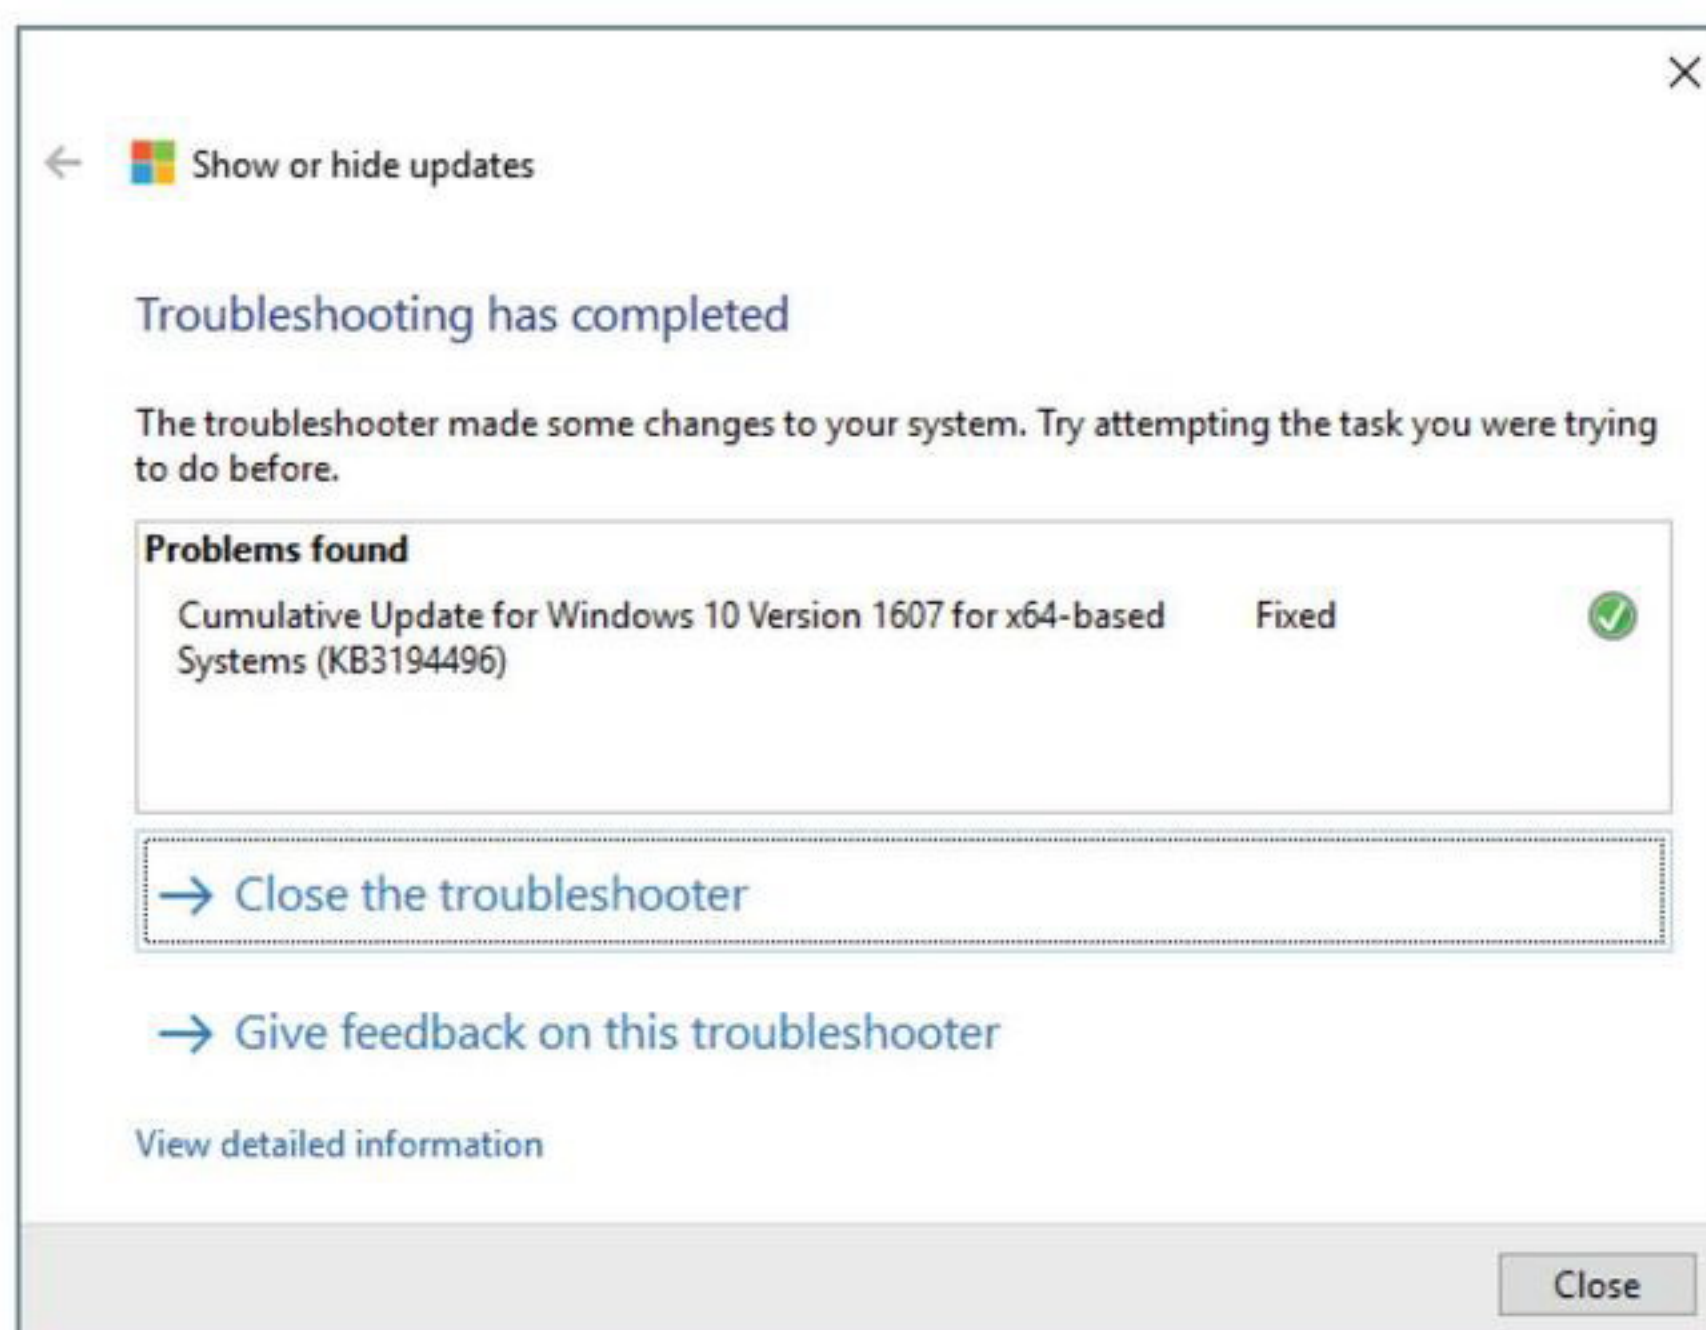 Show or hide updates
Troubleshooting has completed
The troubleshooter made some changes to your system. Try attempting the task you were trying
to do before.
Problems found
Cumulative Update for Windows 10 Version 1607 for x64-based Fixed
Systems (KB3194496)
Close the troubleshooter
Give feedback on this troubleshooter
View detailed information
Close